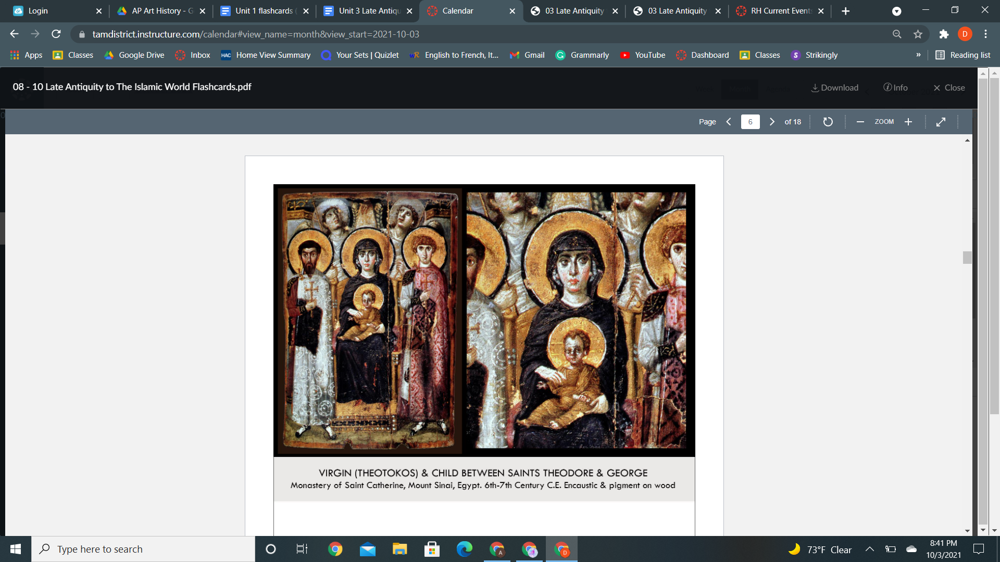 Login
AP Art History - G
Unit 1 flashcards (
Unit 3 Late Antiqu
Calendar
03 Late Antiquity
03 Late Antiquity
RH Current Events
tamdistrict.instructure.com/calendar#view_name=month&view_start=2021-10-03
D
Apps
Classes
Google Drive
Inbox
HAC Home View Summary
Your Sets | Quizlet
wR English to French, It...
Gmail
G Grammarly
YouTube
Dashboard
Classes
S Strikingly
»
Reading list
08 - 10 Late Antiquity to The Islamic World Flashcards.pdf
Download
Info
Close
Page 6 of 18
ZOOM
VIRGIN (THEOTOKOS) & CHILD BETWEEN SAINTS THEODORE & GEORGE
Monastery of Saint Catherine, Mount Sinai, Egypt. 6th-7th Century C.E. Encaustic & pigment on wood
Type here to search
A
D
73°F Clear
8:41 PM
10/3/2021